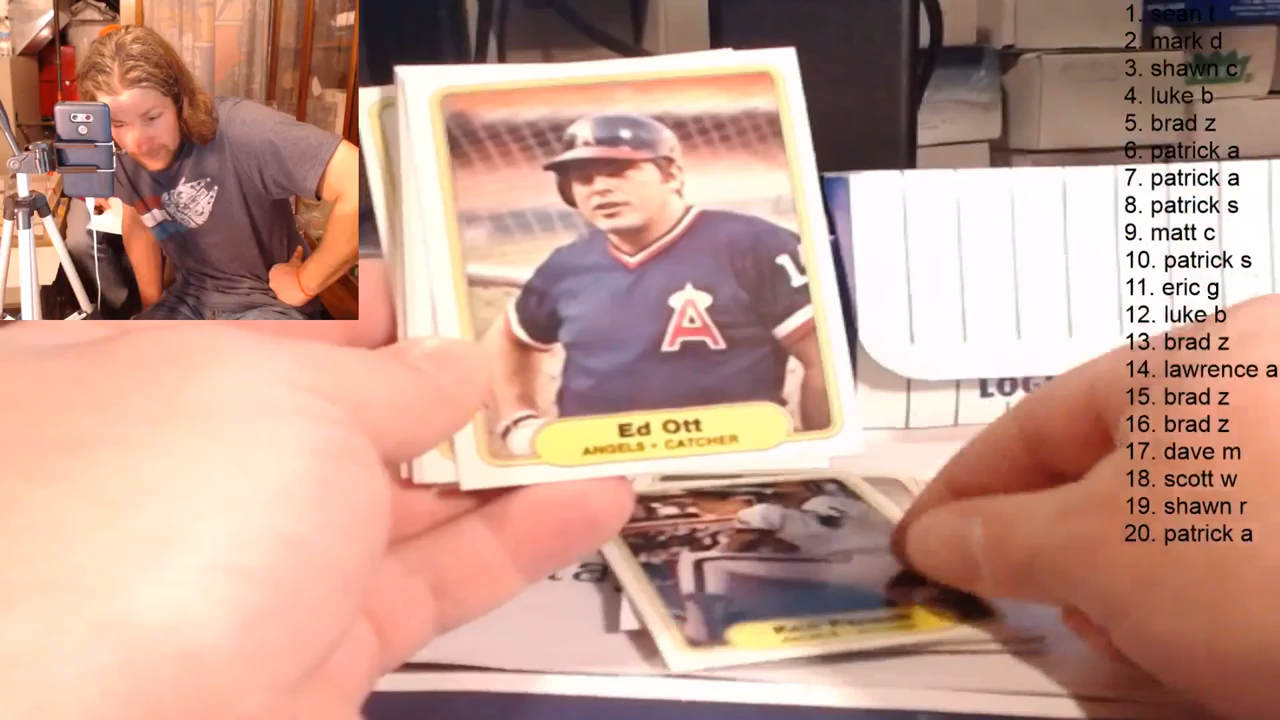 1. sean t
2. mark d
3. shawn c
4. luke b
5. brad z
6. patrick a
7. patrick a
8. patrick s
9. matt c
10. patrick s
11. eric g
12. luke b
13. brad z
14. lawrence a
15. brad z
16. brad z
17. dave m
18. scott w
19. shawn r
20. patrick a
A
A
1
Ed Ott
ANGELS • CATCHER